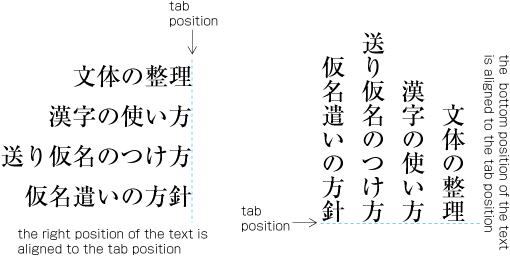 tab
position
文体の整理
漢字の使い方
送り仮名のつけ方
仮名遣いの方針
the right position of the text is
aligned to the tab position
文体の整理
漢字の使い方
送り仮名のつけ方
仮名遣いの方針
tab
position
the bottom position of the text
is aligned to the tab position